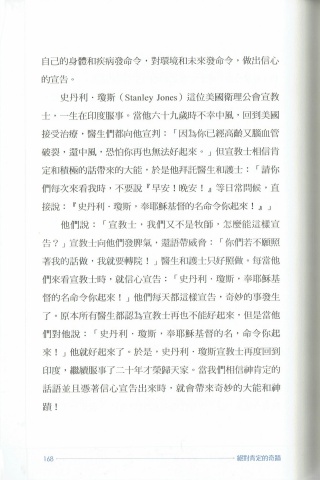 自己的身體和疾病發命令，對環境和未來發命令，做出信心
的宣告。
史丹利．瓊斯（Stanley Jones）這位美國衛理公會宣教
士，一生在印度服事。當他六十九歲時不幸中風，回到美國
接受治療，醫生們都向他宣判：「因為你已經高齡又腦血管
破裂，還中風，恐怕你再也無法好起來。」但宣教士相信肯
定和積極的話帶來的大能，於是他拜託醫生和護士：「請你
們每次來看我時，不要說『早安！晚安！』等日常問候，直
接說：『史丹利．瓊斯，奉耶穌基督的名命令你起來！』」
他們說：「宣教士，我們又不是牧師，怎麼能這樣宣
告？」宣教士向他們發脾氣，還語帶威脅：「你們若不願照
著我的話做，我就要轉院！」醫生和護士只好照做。每當他
們來看宣教士時，就信心宣告：「史丹利．瓊斯，奉耶穌基
督的名命令你起來！」他們每天都這樣宣告，奇妙的事發生
了。原本所有醫生都認為宣教士再也不能好起來，但是當他
們對他說：「史丹利．瓊斯，奉耶穌基督的名，命令你起
來！」他就好起來了。於是，史丹利．瓊斯宣教士再度回到
印度，繼續服事了二十年才榮歸天家。當我們相信神肯定的
話語並且憑著信心宣告出來時，就會帶來奇妙的大能和神
蹟！
168
絕對肯定的奇蹟